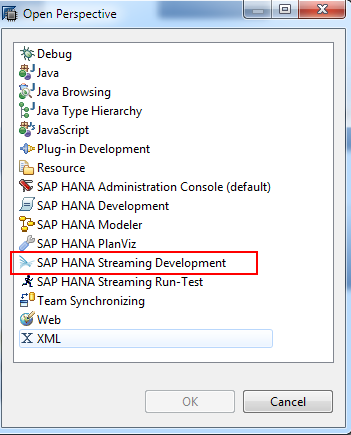 Open Perspective
Debug
Java
Java Browsing
Java Type Hierarchy
JavaScript
Plug-in Development
Resource
SAP HANA Administration Console (default)
SAP HANA Development
SAP HANA Modeler
SAP HANA PlanViz
SAP HANA Streaming Development
SAP HANA Streaming Run-Test
Team Synchronizing
Web
X XML
OK
Cancel